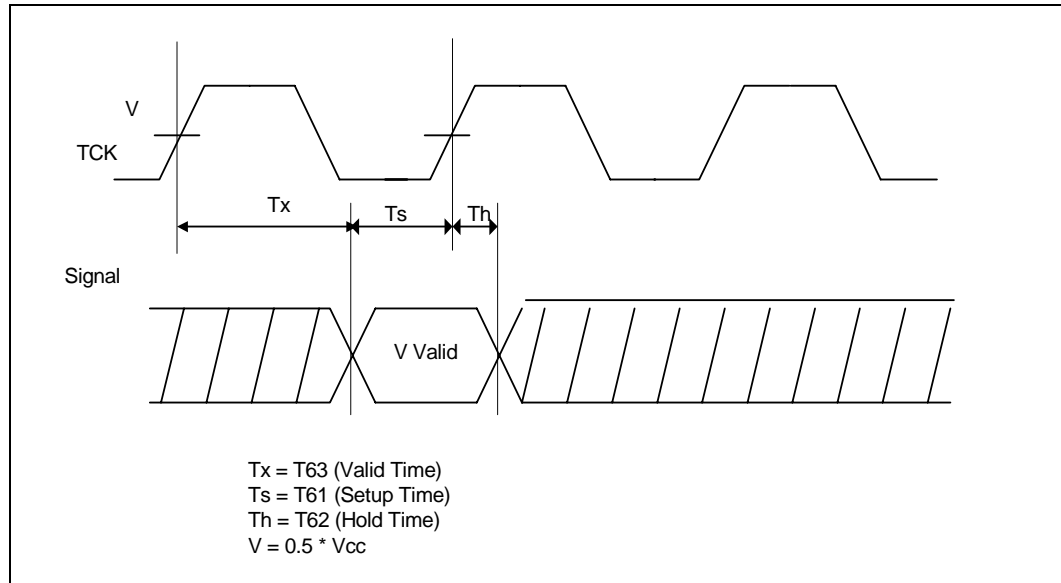 V
TCK
Tx
Ts
Th
Signal
V Valid
Tx = T63 (Valid Time)
Ts = T61 (Setup Time)
Th = T62 (Hold Time)
V = 0.5 * Vcc